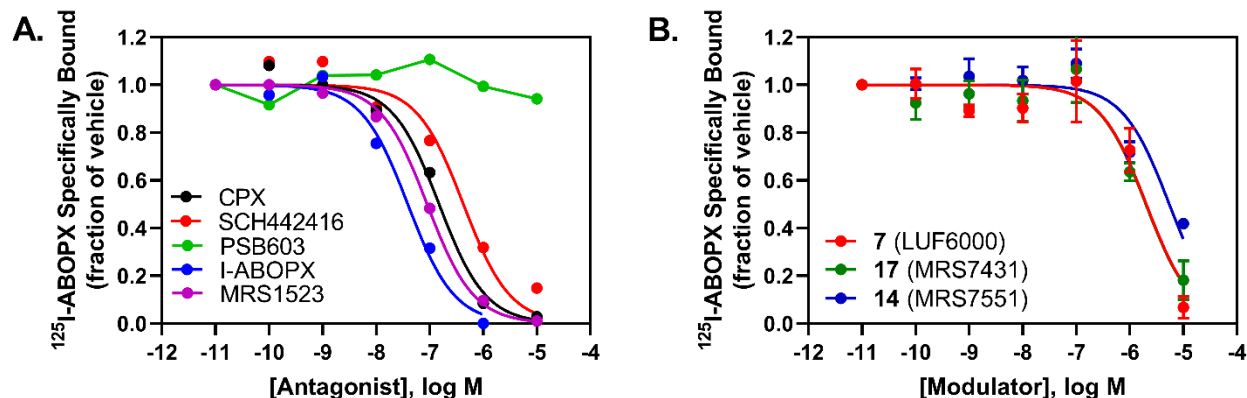 A.
¹²⁵I-ABOPX Specifically Bound
(fraction of vehicle)
1.2
1.0
0.8
0.6
0.4
0.2
0.0
CPX
SCH442416
PSB603
I-ABOPX
MRS1523
-12 -11 -10 -9 -8 -7 -6 -5 -4
[Antagonist], log M
B.
¹²⁵I-ABOPX Specifically Bound
(fraction of vehicle)
1.2
1.0
0.8
0.6
0.4
0.2
0.0
7 (LUF6000)
17 (MRS7431)
14 (MRS7551)
-12 -11 -10 -9 -8 -7 -6 -5 -4
[Modulator], log M